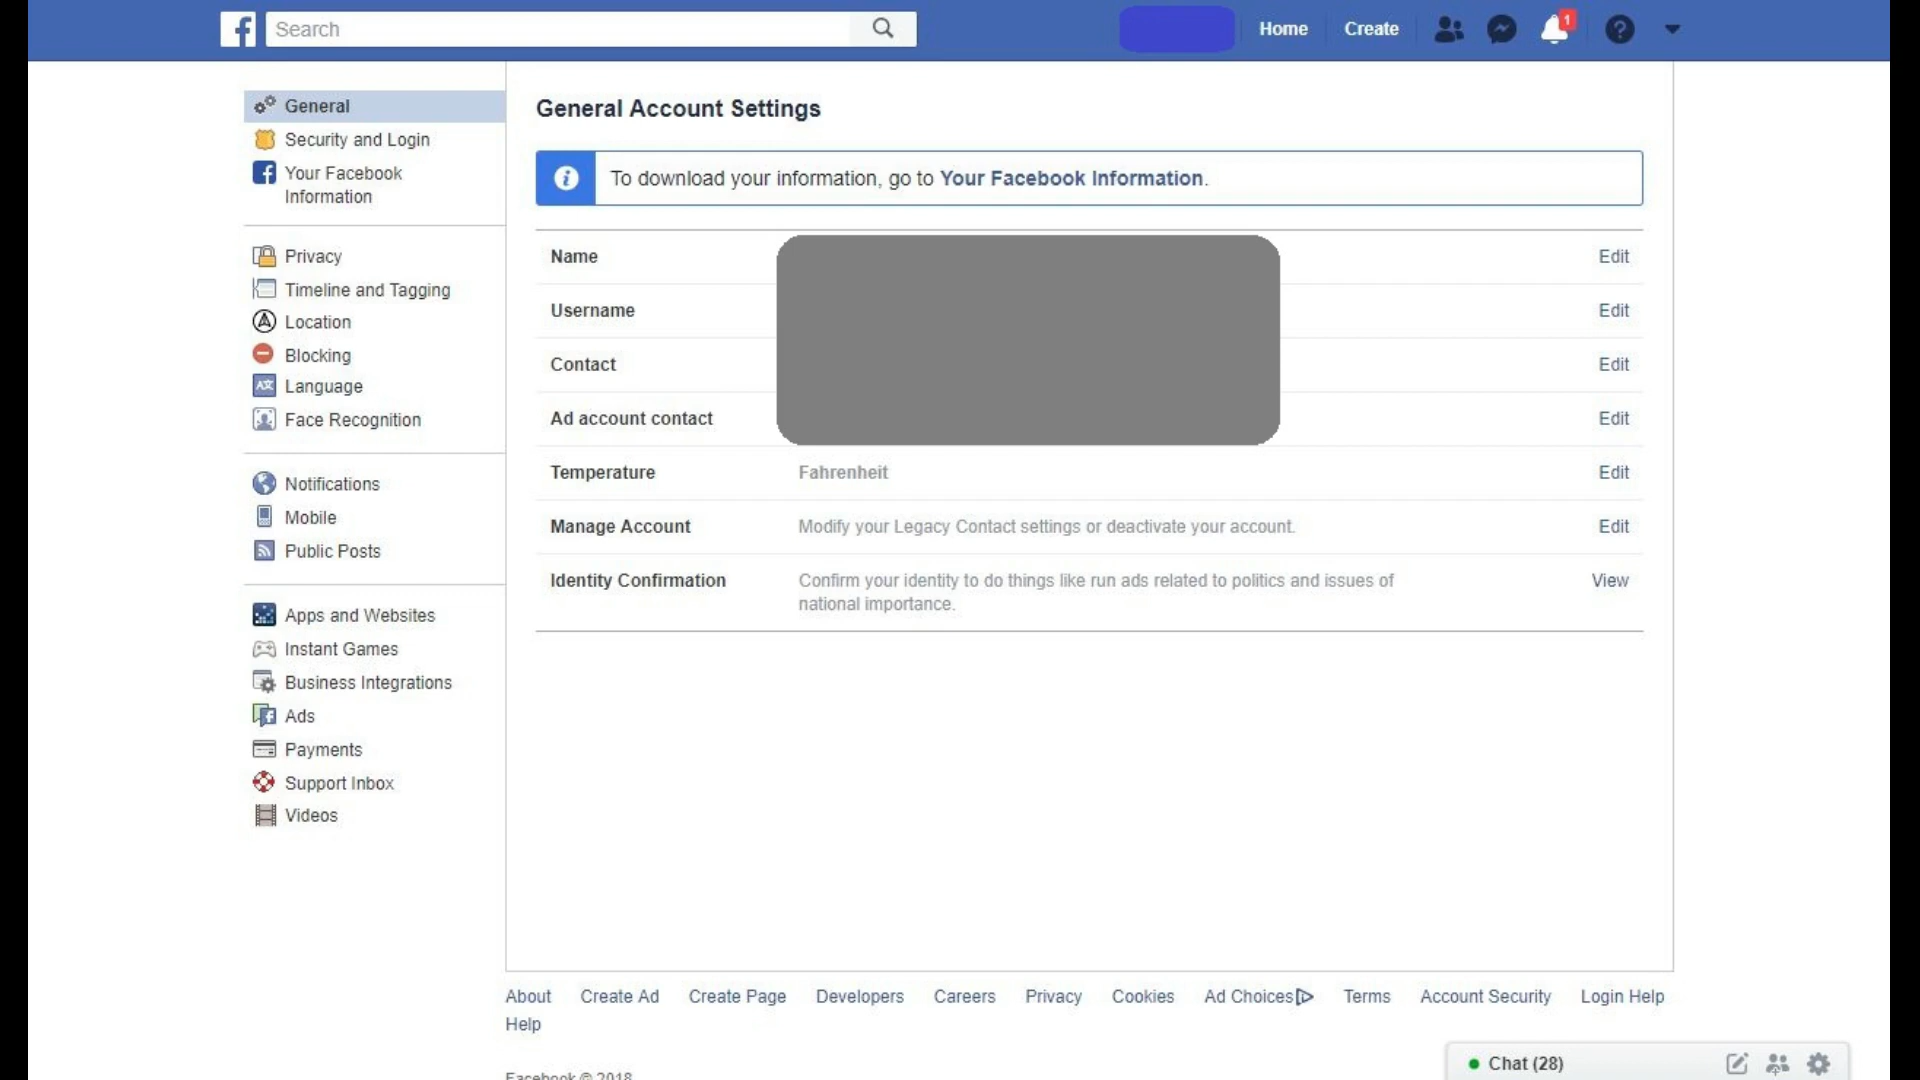 Search
Home
Create
1
General
Security and Login
Your Facebook
Information
Privacy
Timeline and Tagging
Location
Blocking
Language
Face Recognition
Notifications
Mobile
Public Posts
Apps and Websites
Instant Games
Business Integrations
Ads
Payments
Support Inbox
Videos
General Account Settings
To download your information, go to Your Facebook Information.
Name Edit
Username Edit
Contact Edit
Ad account contact Edit
Temperature Fahrenheit Edit
Manage Account Modify your Legacy Contact settings or deactivate your account. Edit
Identity Confirmation Confirm your identity to do things like run ads related to politics and issues of View
national importance.
About Create Ad Create Page Developers Careers Privacy Cookies Ad Choices Terms Account Security Login Help
Help
Facebook © 2018
Chat (28)